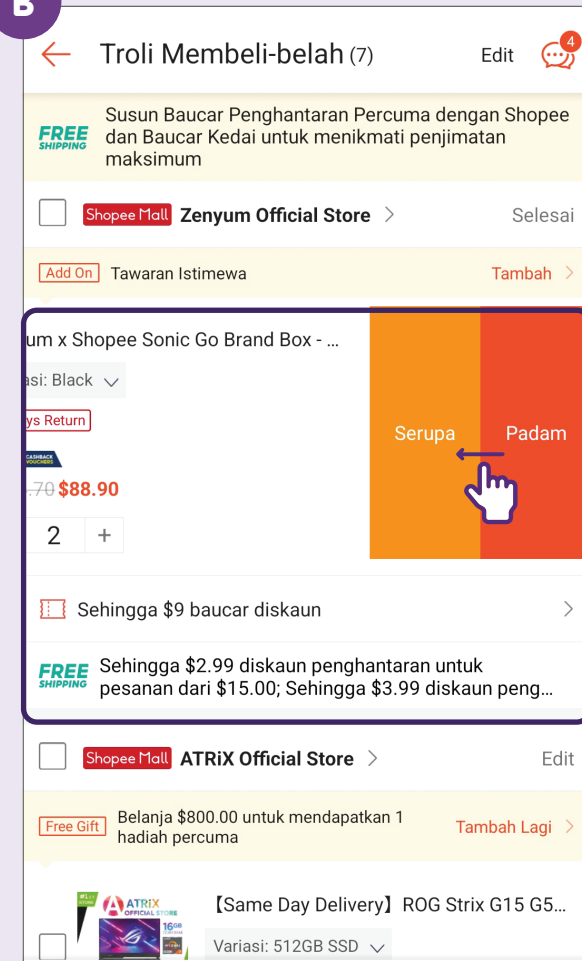 B
Troli Membeli-belah (7) Edit 4
FREE SHIPPING
Susun Baucar Penghantaran Percuma dengan Shopee
dan Baucar Kedai untuk menikmati penjimatan
maksimum
Shopee Mall Zenyum Official Store > Selesai
Add On Tawaran Istimewa Tambah >
um x Shopee Sonic Go Brand Box - ...
asi: Black
ys Return
CASHBACK
VOUCHERS
.70 $88.90
2 +
Serupa Padam
Sehingga $9 baucar diskaun >
FREE SHIPPING
Sehingga $2.99 diskaun penghantaran untuk
pesanan dari $15.00; Sehingga $3.99 diskaun peng...
Shopee Mall ATRiX Official Store > Edit
Free Gift
Belanja $800.00 untuk mendapatkan 1
hadiah percuma
Tambah Lagi >
ATRiX
OFFICIAL STORE
16GB
【Same Day Delivery】ROG Strix G15 G5...
Variasi: 512GB SSD